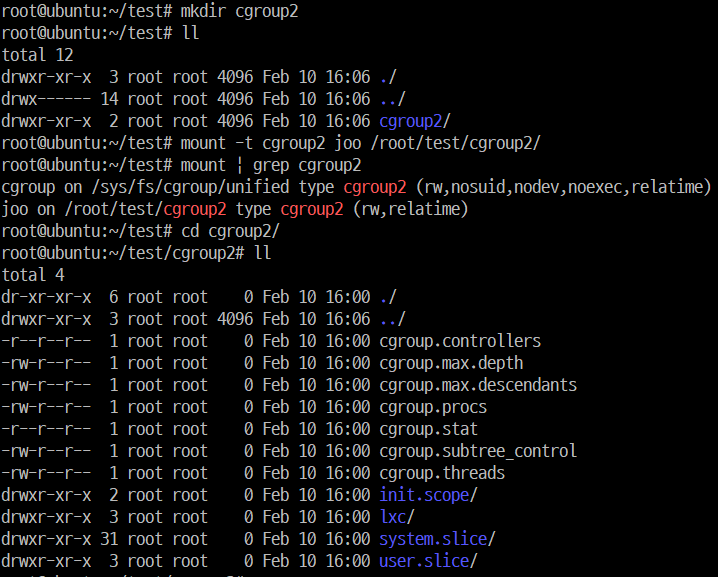 root@ubuntu:~/test# mkdir cgroup2
root@ubuntu:~/test# ll
total 12
drwxr-xr-x  3 root root 4096 Feb 10 16:06 ./
drwx------ 14 root root 4096 Feb 10 16:06 ../
drwxr-xr-x  2 root root 4096 Feb 10 16:06 cgroup2/
root@ubuntu:~/test# mount -t cgroup2 joo /root/test/cgroup2/
root@ubuntu:~/test# mount ¦ grep cgroup2
cgroup on /sys/fs/cgroup/unified type cgroup2 (rw,nosuid,nodev,noexec,relatime)
joo on /root/test/cgroup2 type cgroup2 (rw,relatime)
root@ubuntu:~/test# cd cgroup2/
root@ubuntu:~/test/cgroup2# ll
total 4
dr-xr-xr-x  6 root root    0 Feb 10 16:00 ./
drwxr-xr-x  3 root root 4096 Feb 10 16:06 ../
-r--r--r--  1 root root    0 Feb 10 16:00 cgroup.controllers
-rw-r--r--  1 root root    0 Feb 10 16:00 cgroup.max.depth
-rw-r--r--  1 root root    0 Feb 10 16:00 cgroup.max.descendants
-rw-r--r--  1 root root    0 Feb 10 16:00 cgroup.procs
-r--r--r--  1 root root    0 Feb 10 16:00 cgroup.stat
-rw-r--r--  1 root root    0 Feb 10 16:00 cgroup.subtree_control
-rw-r--r--  1 root root    0 Feb 10 16:00 cgroup.threads
drwxr-xr-x  2 root root    0 Feb 10 16:00 init.scope/
drwxr-xr-x  3 root root    0 Feb 10 16:00 lxc/
drwxr-xr-x 31 root root    0 Feb 10 16:00 system.slice/
drwxr-xr-x  3 root root    0 Feb 10 16:00 user.slice/